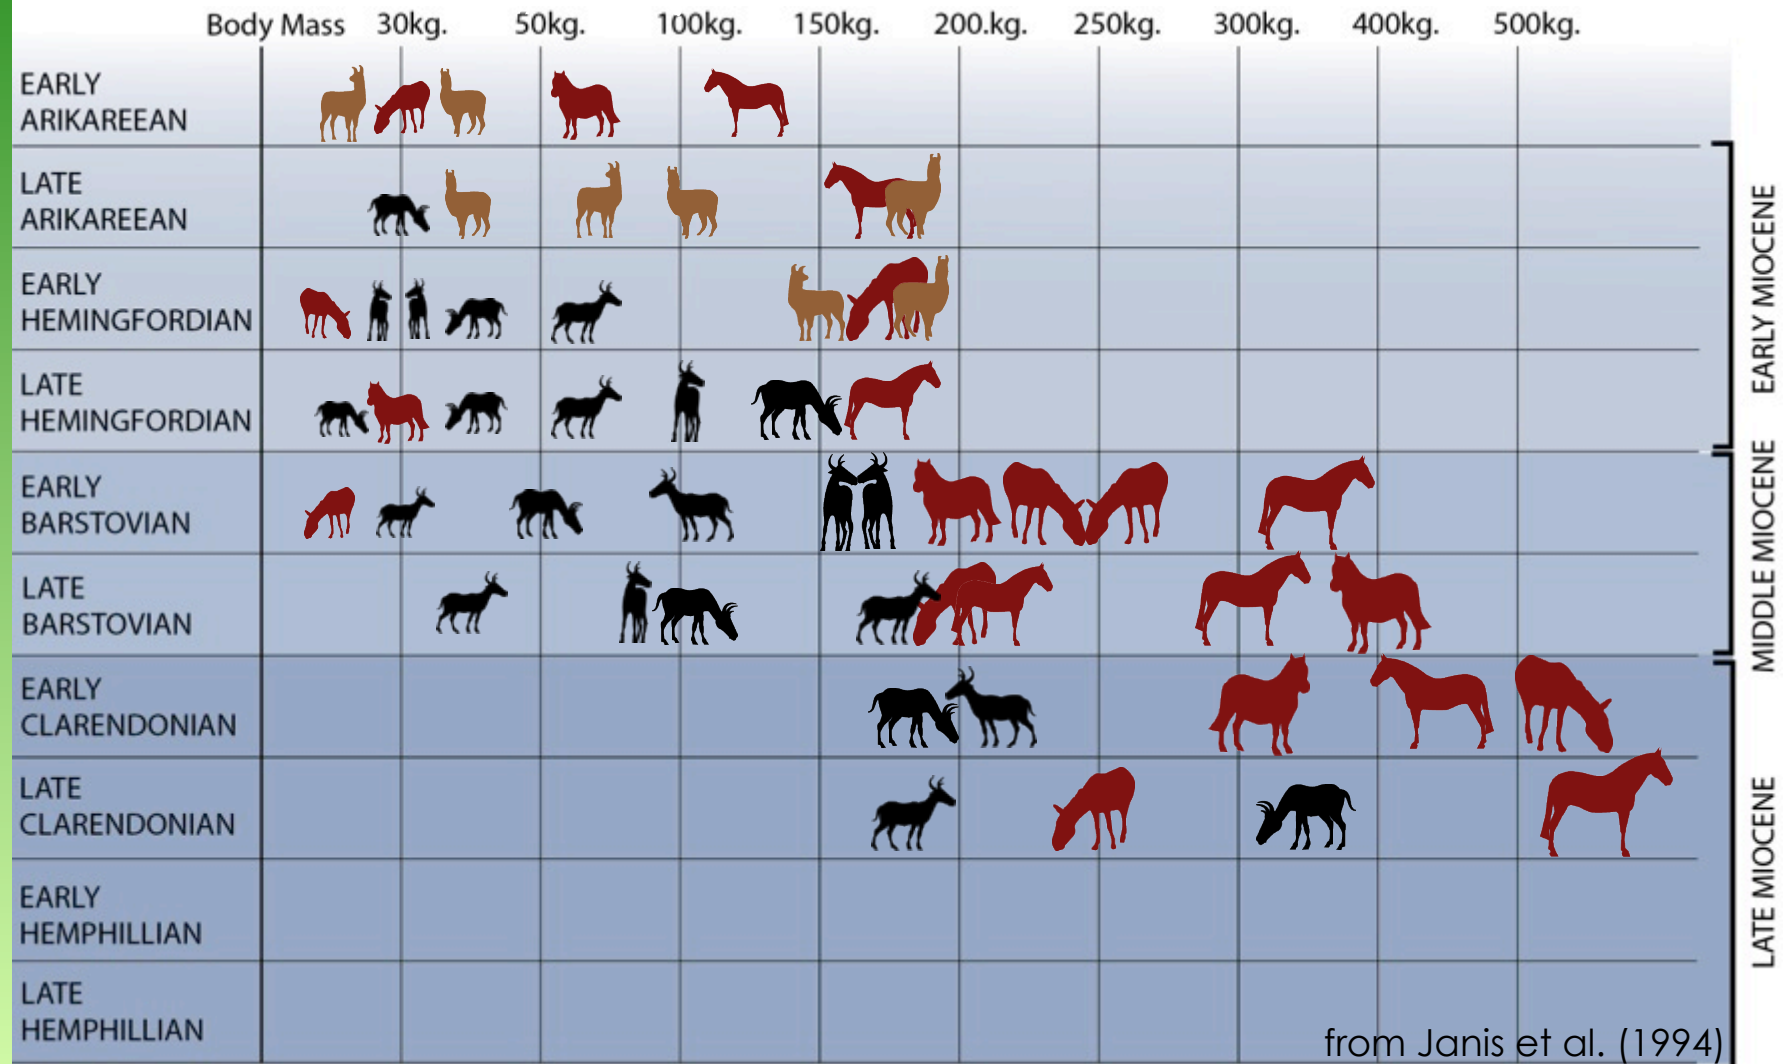 Body Mass 30kg. 50kg. 100kg. 150kg. 200.kg. 250kg. 300kg. 400kg. 500kg.
EARLY
ARIKAREEAN
LATE
ARIKAREEAN
EARLY
HEMINGFORDIAN
LATE
HEMINGFORDIAN
EARLY
BARSTOVIAN
LATE
BARSTOVIAN
EARLY
CLARENDONIAN
LATE
CLARENDONIAN
EARLY
HEMPHILLIAN
LATE
HEMPHILLIAN
EARLY MIOCENE
MIDDLE MIOCENE
LATE MIOCENE
from Janis et al. (1994)